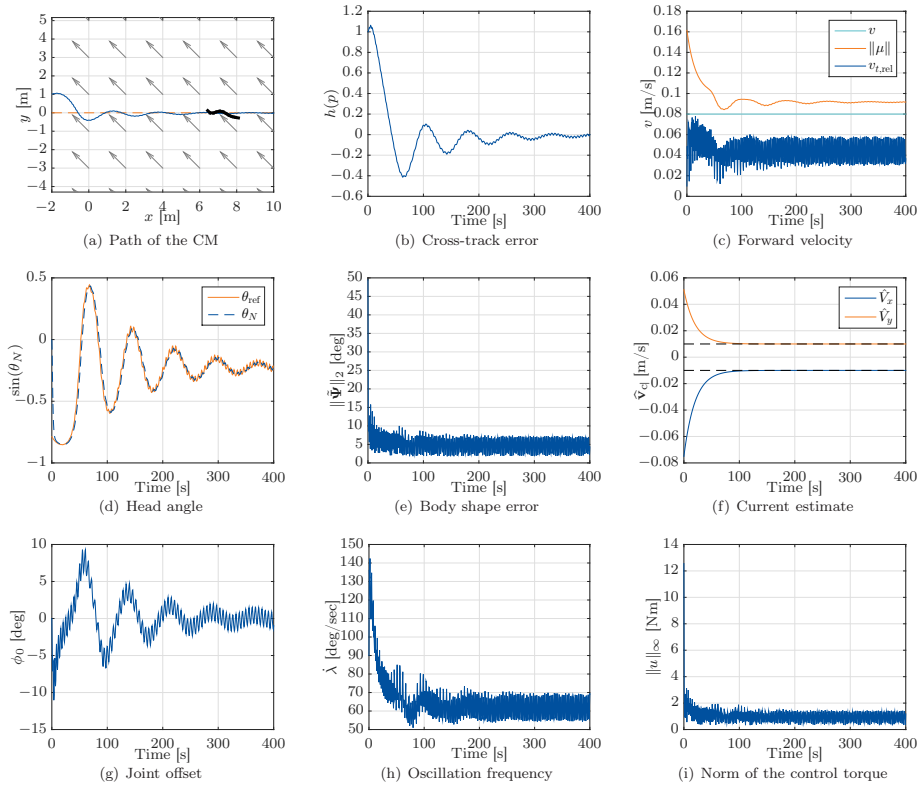 5
4
3
2
1
0
−1
−2
−3
−4
y [m]
−2 0 2 4 6 8 10
x [m]
(a) Path of the CM
1.2
1
0.8
0.6
0.4
0.2
0
−0.2
−0.4
−0.6
h(p)
0 100 200 300 400
Time [s]
(b) Cross-track error
0.18
0.16
0.14
0.12
0.10
0.08
0.06
0.04
0.02
0
v [m/s]
v
‖μ‖
v_{t,rel}
0 100 200 300 400
Time [s]
(c) Forward velocity
0.5
0
−0.5
−1
sin(θ_N)
θ_ref
θ_N
0 100 200 300 400
Time [s]
(d) Head angle
50
45
40
35
30
25
20
15
10
5
0
‖Ψ̃‖₂ [deg]
0 100 200 300 400
Time [s]
(e) Body shape error
0.06
0.04
0.02
0
−0.02
−0.04
−0.06
−0.08
v̂_c [m/s]
V̂_x
V̂_y
0 100 200 300 400
Time [s]
(f) Current estimate
10
5
0
−5
−10
−15
ϕ₀ [deg]
0 100 200 300 400
Time [s]
(g) Joint offset
150
140
130
120
110
100
90
80
70
60
50
λ̇ [deg/sec]
0 100 200 300 400
Time [s]
(h) Oscillation frequency
14
12
10
8
6
4
2
0
‖u‖∞ [Nm]
0 100 200 300 400
Time [s]
(i) Norm of the control torque